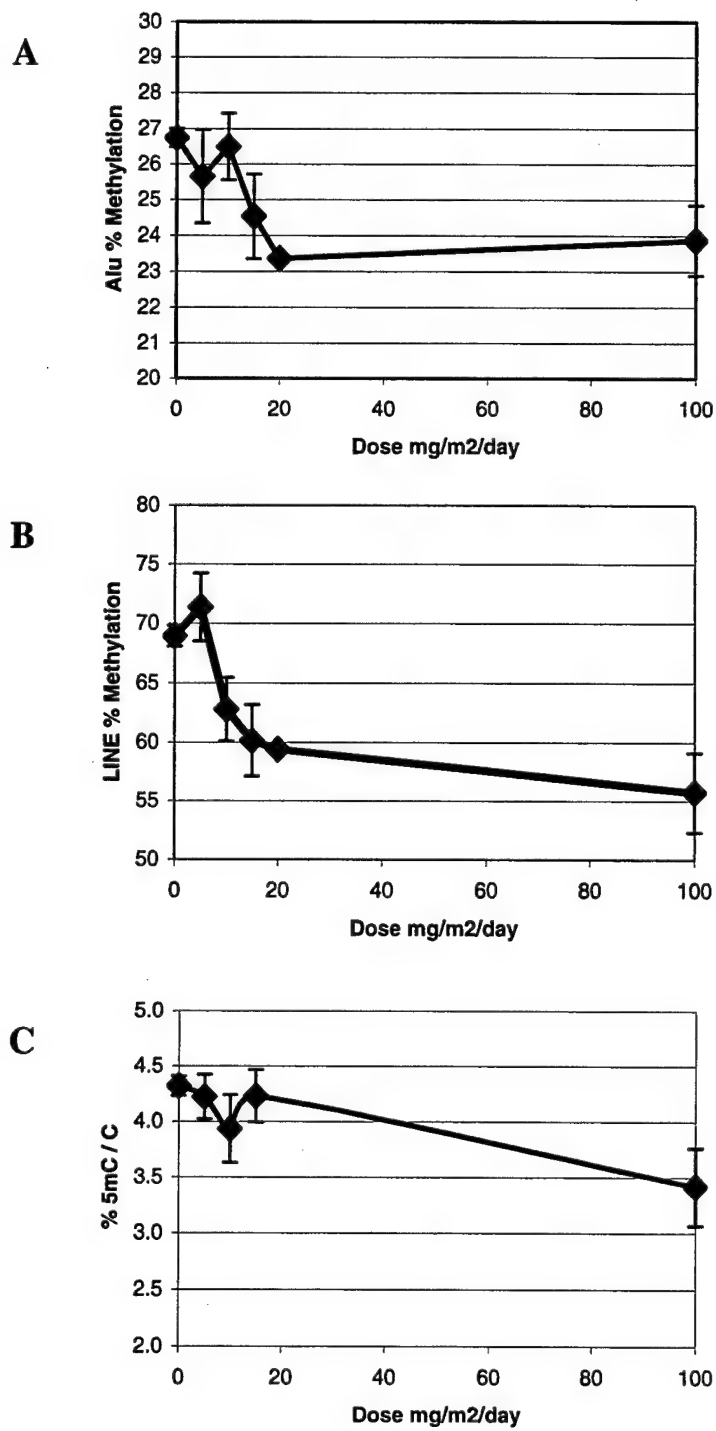 A
30
29
28
27
26
25
24
23
22
21
20
Alu % Methylation
0 20 40 60 80 100
Dose mg/m2/day
B
80
75
70
65
60
55
50
LINE % Methylation
0 20 40 60 80 100
Dose mg/m2/day
C
5.0
4.5
4.0
3.5
3.0
2.5
2.0
% 5mC / C
0 20 40 60 80 100
Dose mg/m2/day